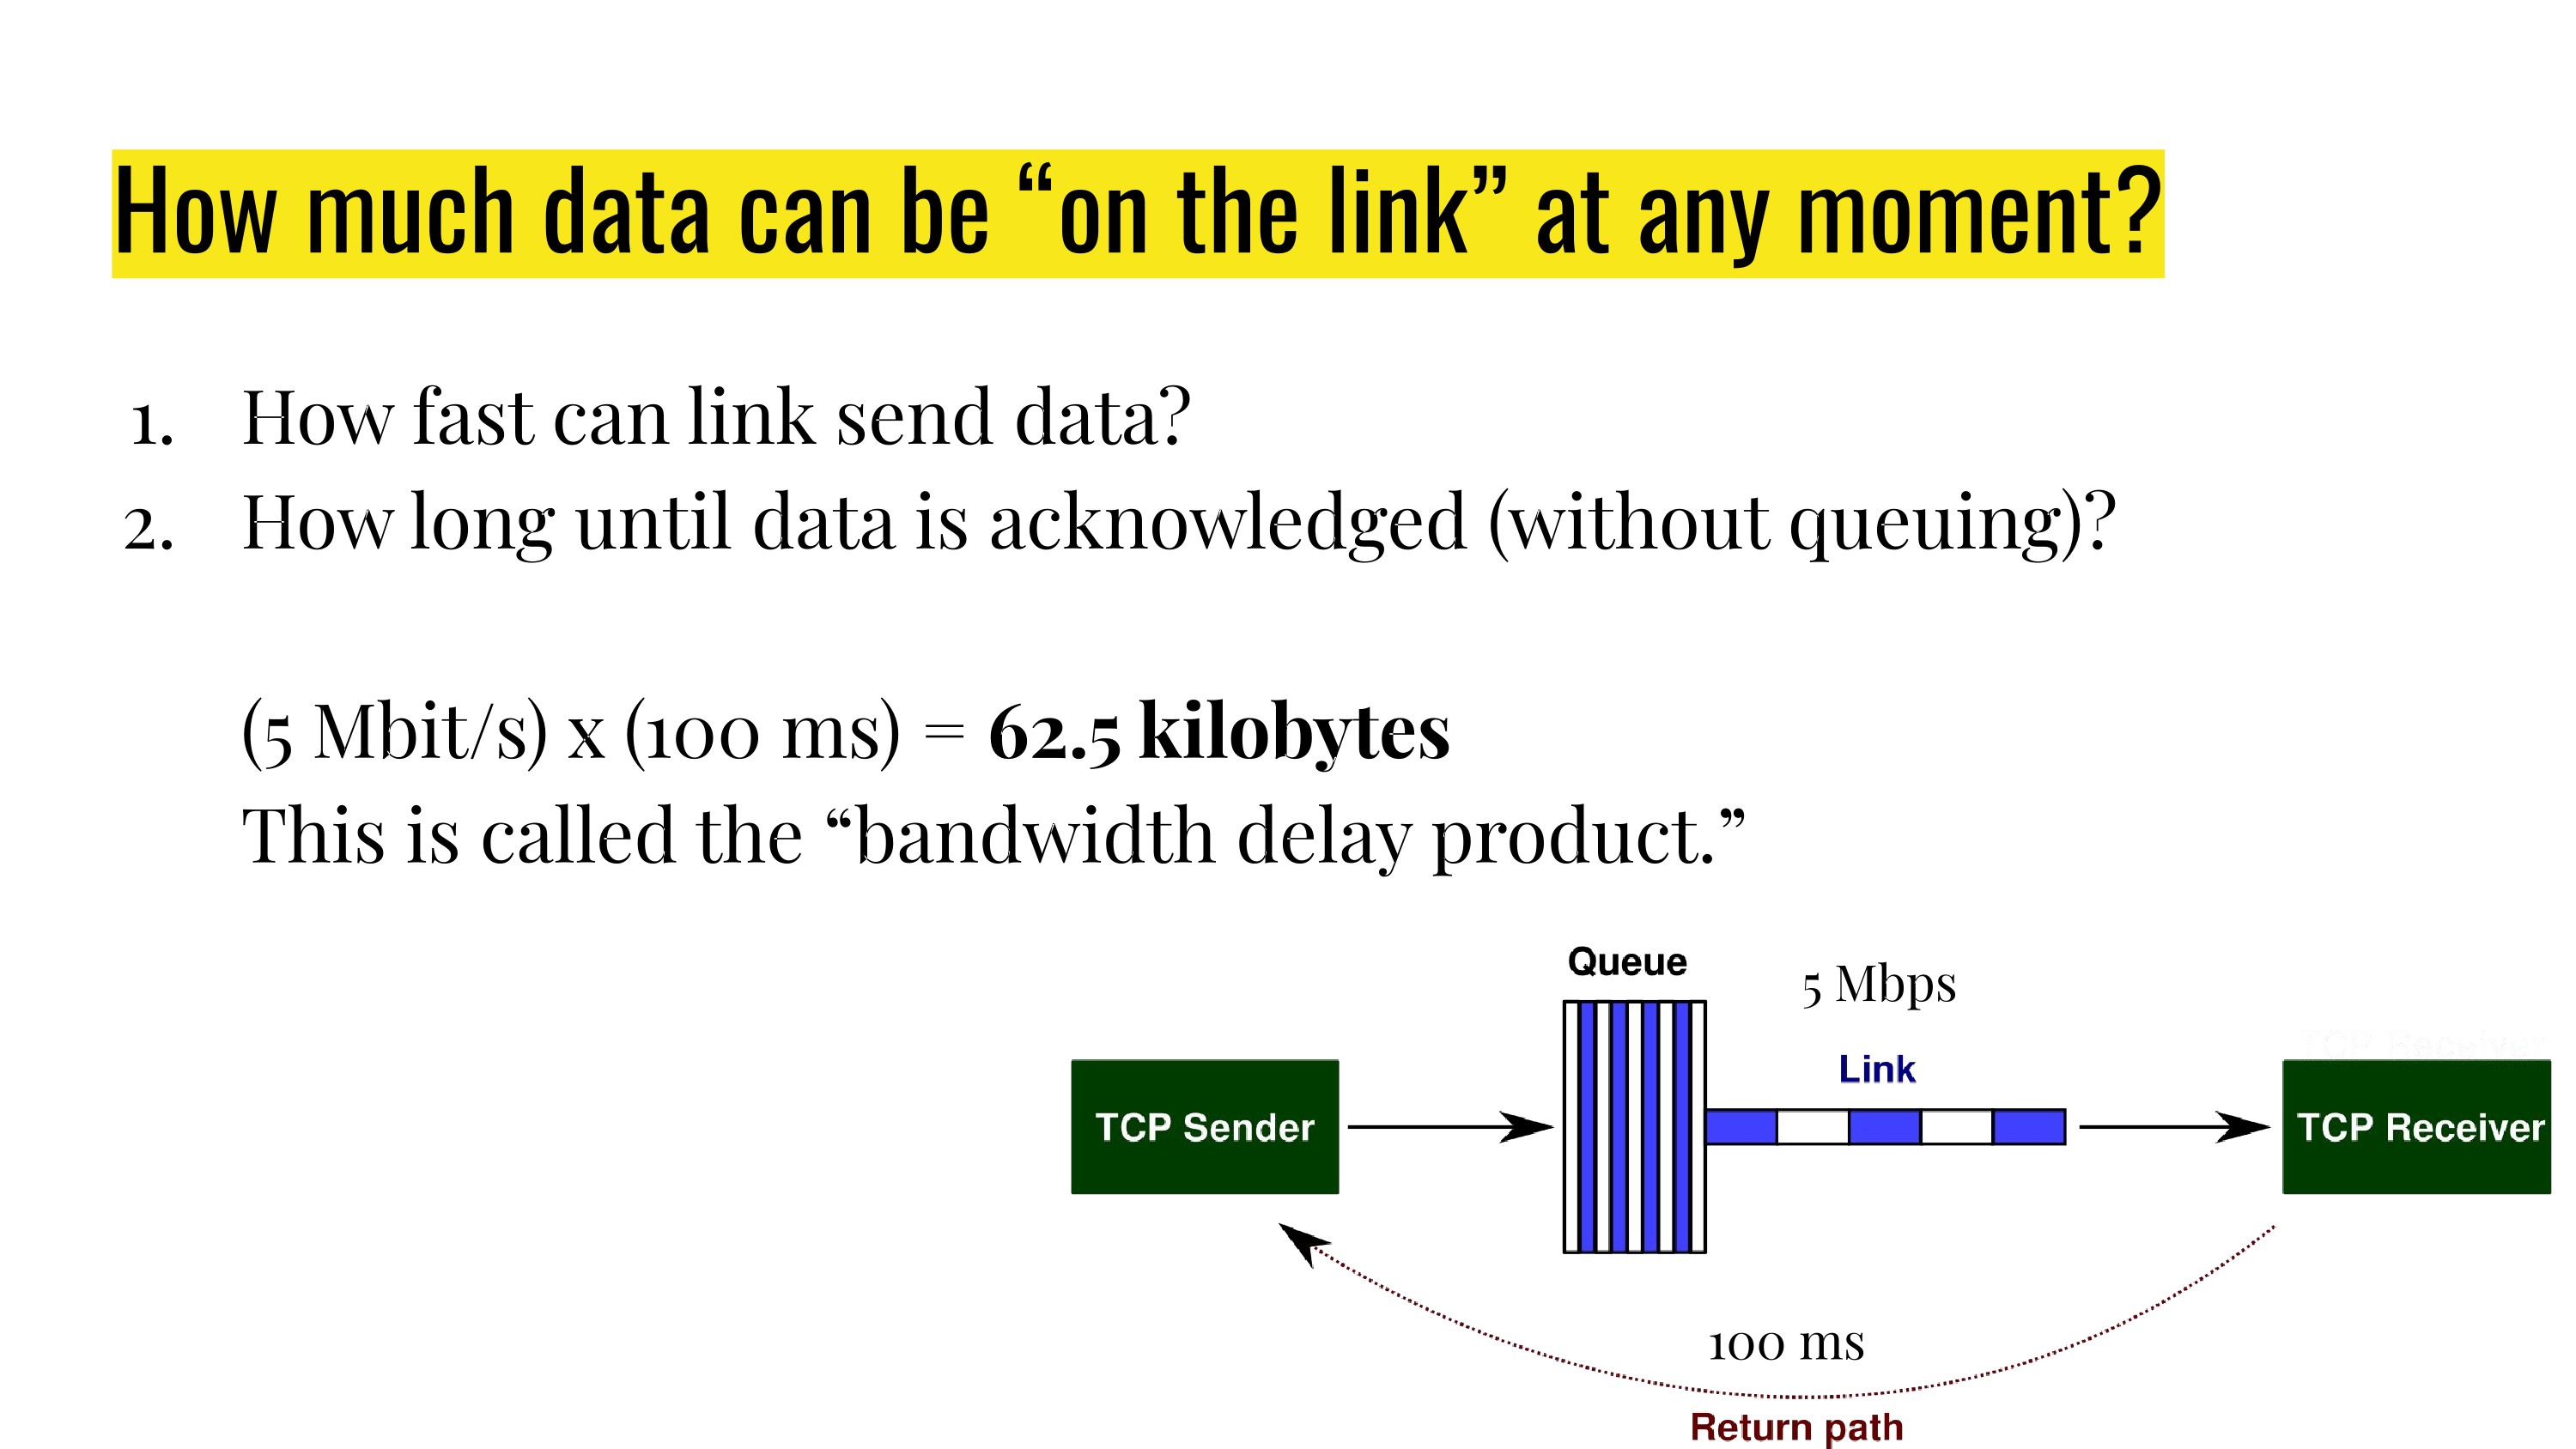 How much data can be “on the link” at any moment?
1. How fast can link send data?
2. How long until data is acknowledged (without queuing)?
(5 Mbit/s) x (100 ms) = 62.5 kilobytes
This is called the “bandwidth delay product.”
Queue
5 Mbps
Link
TCP Receiver
TCP Sender
TCP Receiver
100 ms
Return path